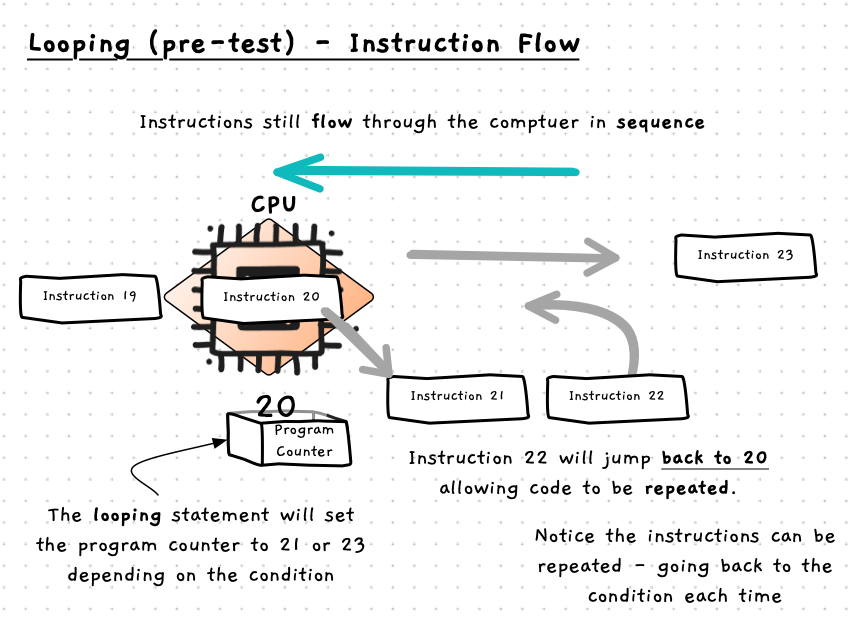 Looping (pre-test) - Instruction Flow
Instructions still flow through the comptuer in sequence
CPU
Instruction 23
Instruction 19
Instruction 20
Instruction 21
Instruction 22
20
Program
Counter
Instruction 22 will jump back to 20
allowing code to be repeated.
The looping statement will set
the program counter to 21 or 23
depending on the condition
Notice the instructions can be
repeated - going back to the
condition each time